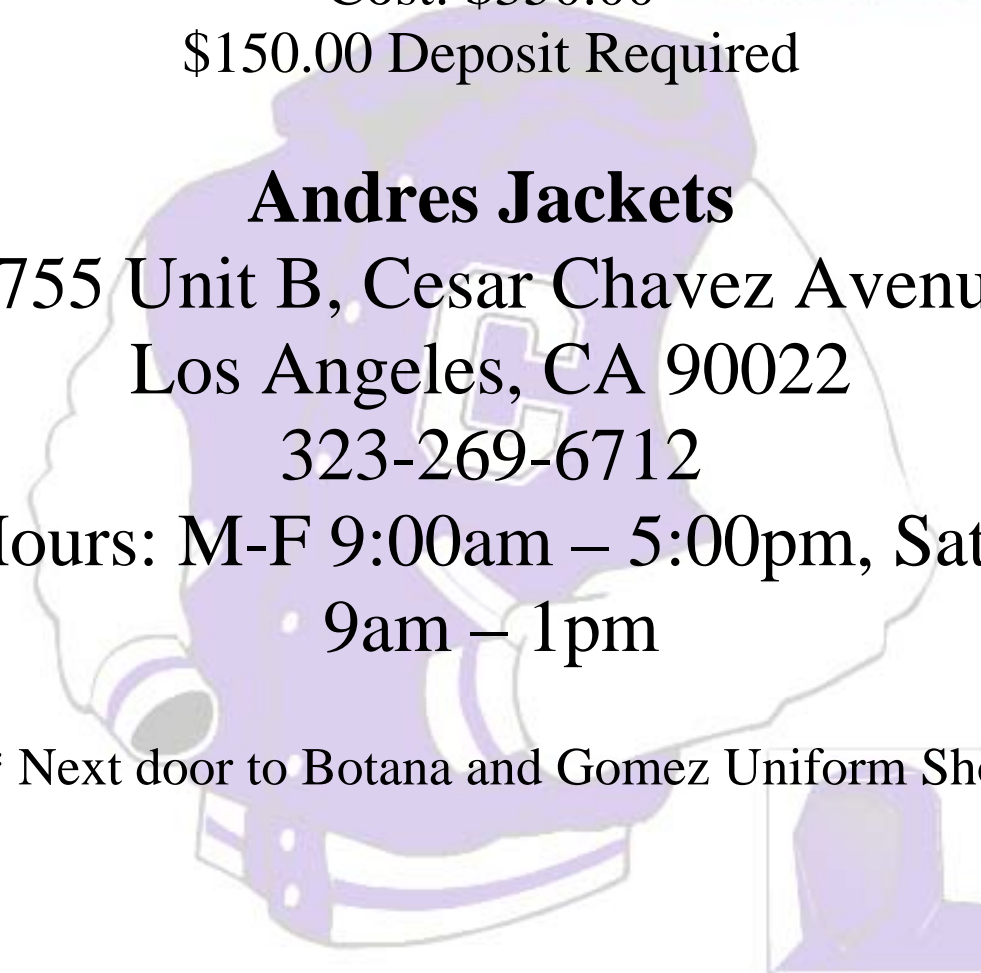 $150.00 Deposit Required
Andres Jackets
755 Unit B, Cesar Chavez Avenu
Los Angeles, CA 90022
323-269-6712
ours: M-F 9:00am – 5:00pm, Sat
9am – 1pm
Next door to Botana and Gomez Uniform Sh
C